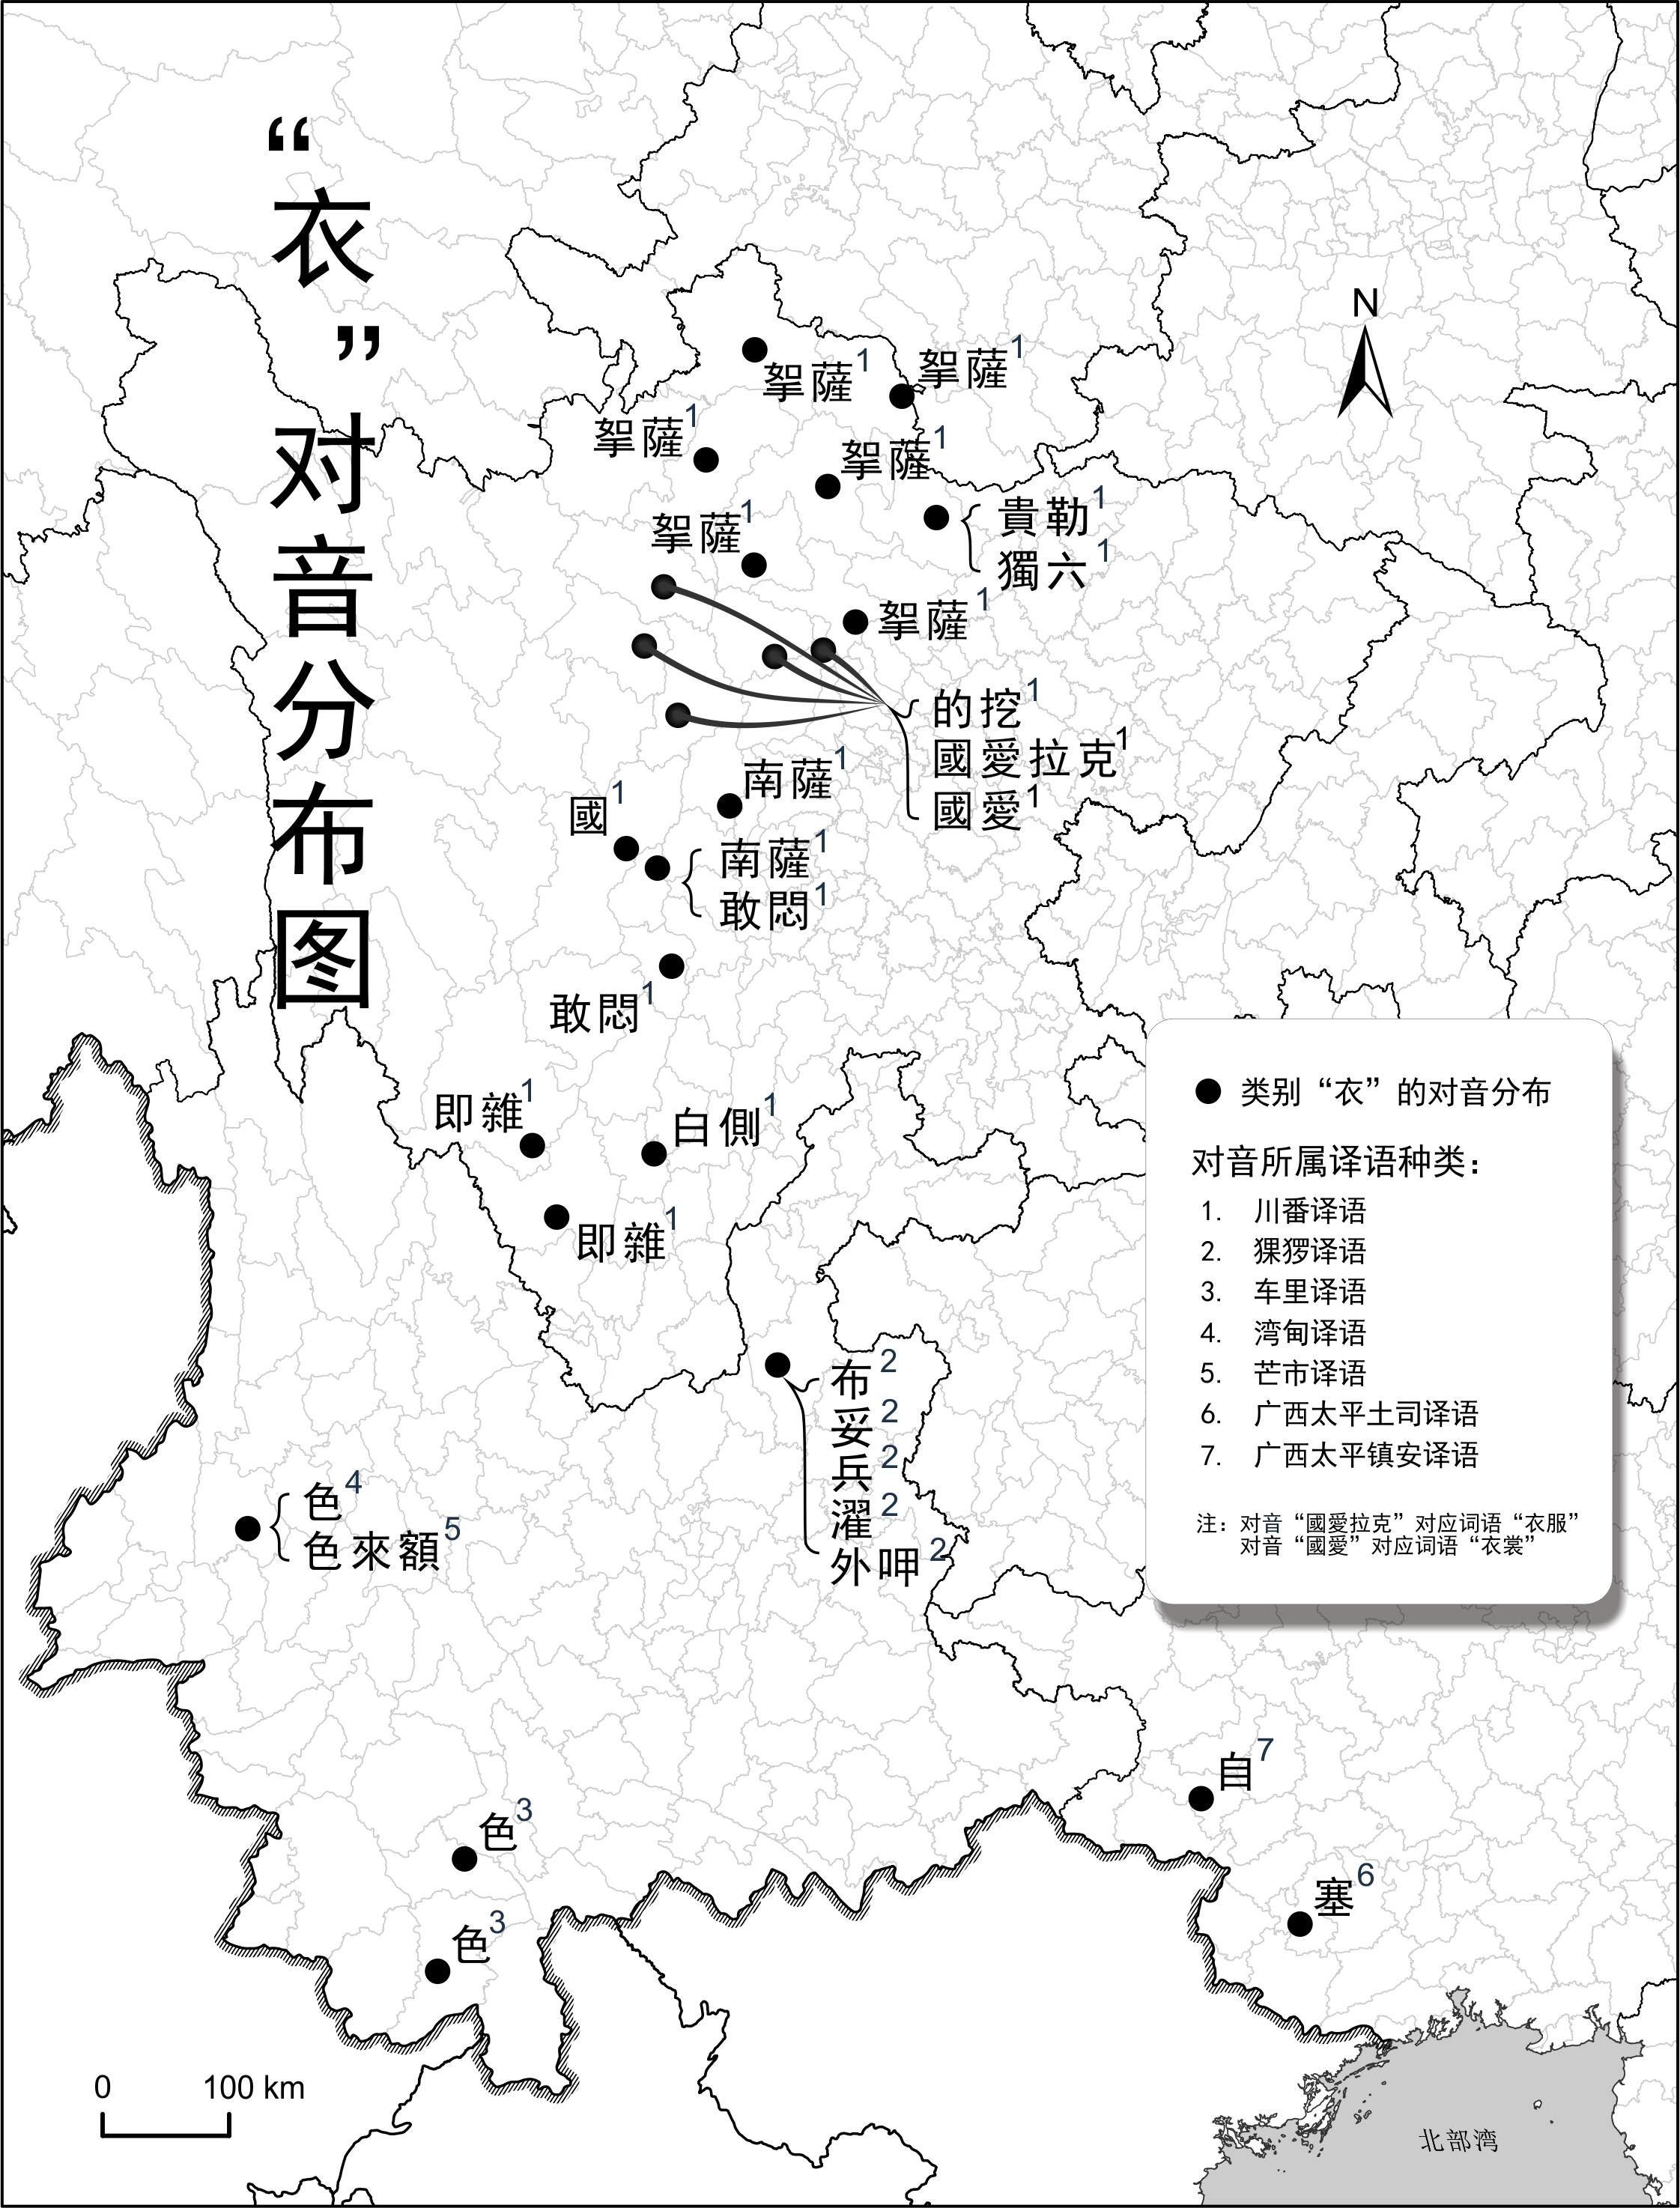 “衣”对音分布图
N
挐薩1
挐薩1
挐薩1
挐薩1
貴勒1
獨六1
挐薩1
挐薩1
的挖1
國愛拉克1
國愛1
南薩1
國1
南薩1
敢悶1
敢悶1
即雜1
白側1
即雜1
布2
妥2
兵2
濯2
外呷2
色4
色來額5
自7
色3
塞6
色3
类别“衣”的对音分布
对音所属译语种类：
1. 川番译语
2. 猓猡译语
3. 车里译语
4. 湾甸译语
5. 芒市译语
6. 广西太平土司译语
7. 广西太平镇安译语
注：对音“國愛拉克”对应词语“衣服”
对音“國愛”对应词语“衣裳”
0 100 km
北部湾